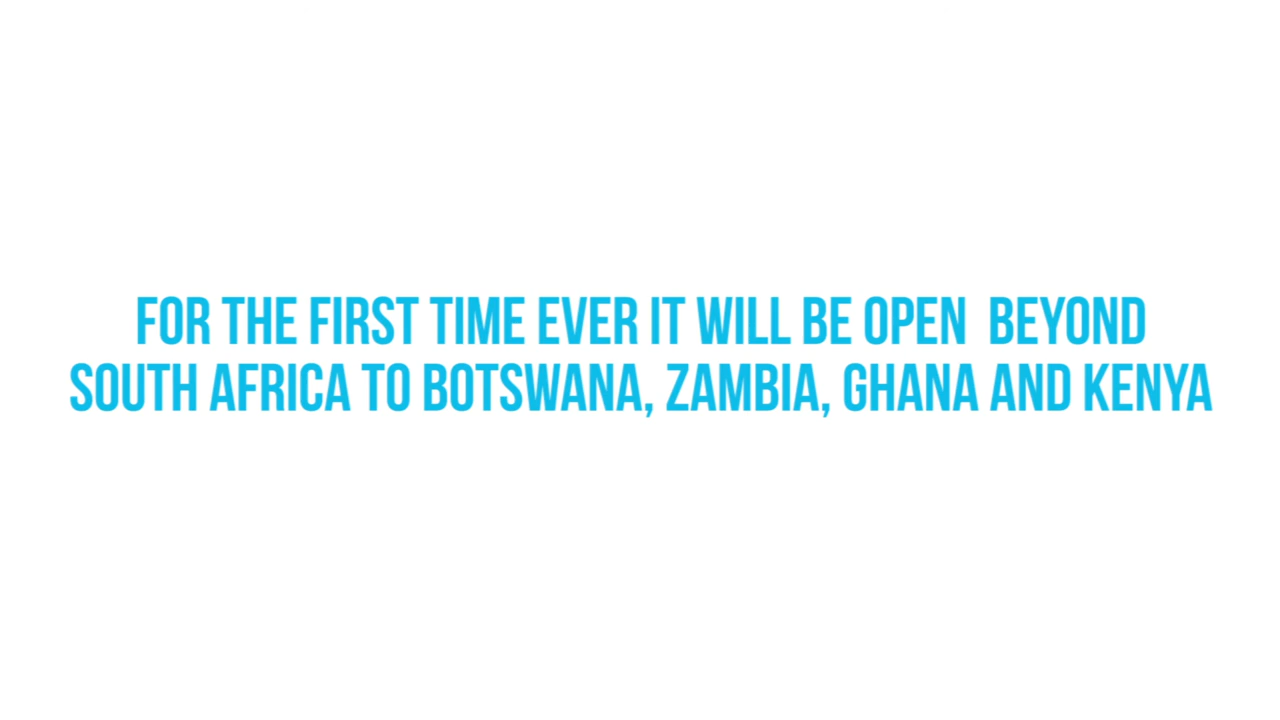 FOR THE FIRST TIME EVER IT WILL BE OPEN  BEYOND
SOUTH AFRICA TO BOTSWANA, ZAMBIA, GHANA AND KENYA